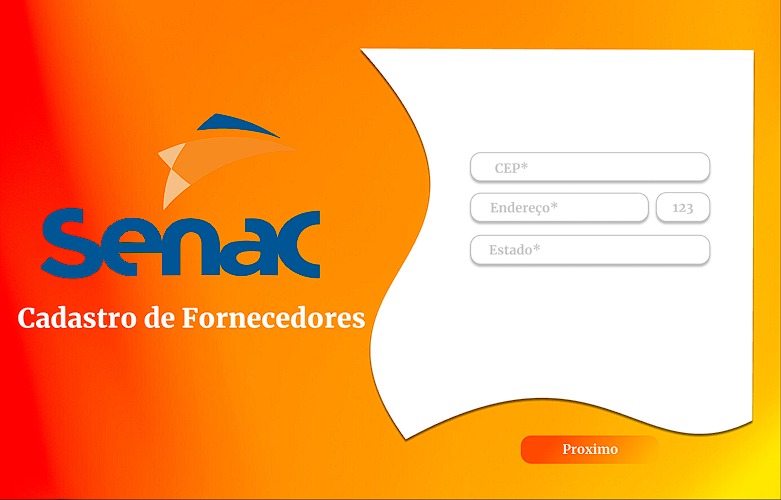 senac
Cadastro de Fornecedores
CEP*
Endereço* 123
Estado*
Proximo